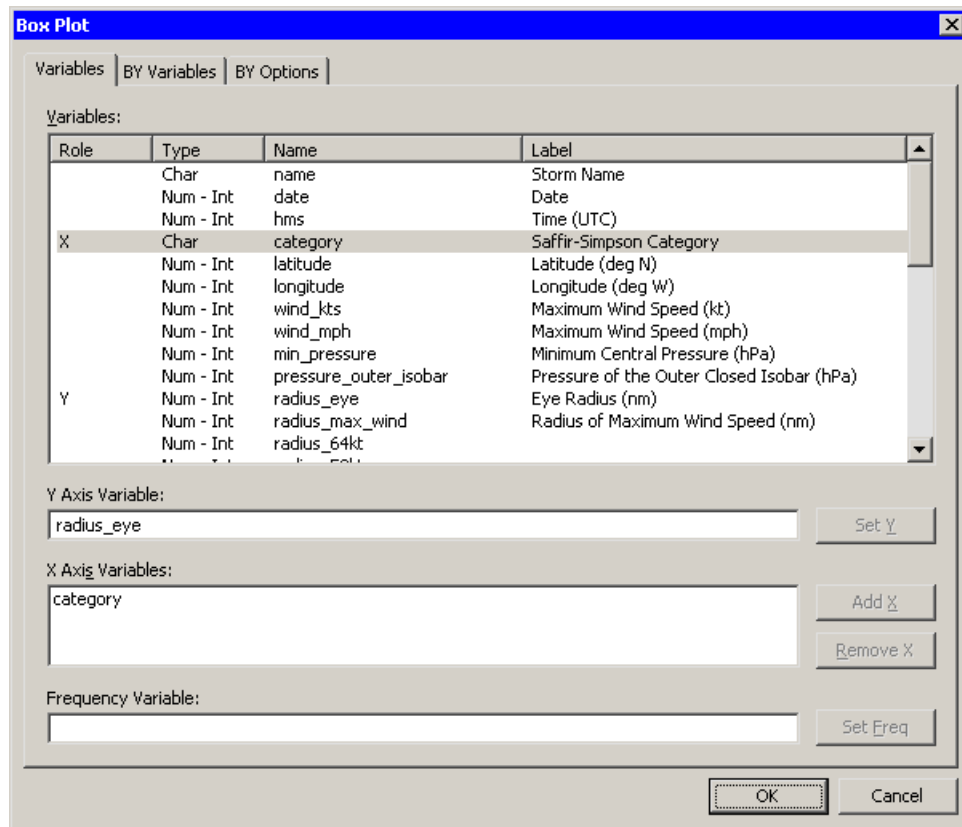 Box Plot
Variables BY Variables BY Options
Variables:
Role Type Name Label
Char name Storm Name
Num - Int date Date
Num - Int hms Time (UTC)
X Char category Saffir-Simpson Category
Num - Int latitude Latitude (deg N)
Num - Int longitude Longitude (deg W)
Num - Int wind_kts Maximum Wind Speed (kt)
Num - Int wind_mph Maximum Wind Speed (mph)
Num - Int min_pressure Minimum Central Pressure (hPa)
Num - Int pressure_outer_isobar Pressure of the Outer Closed Isobar (hPa)
Y Num - Int radius_eye Eye Radius (nm)
Num - Int radius_max_wind Radius of Maximum Wind Speed (nm)
Num - Int radius_64kt
Y Axis Variable:
radius_eye Set Y
X Axis Variables:
category Add X
Remove X
Frequency Variable:
Set Freq
OK Cancel